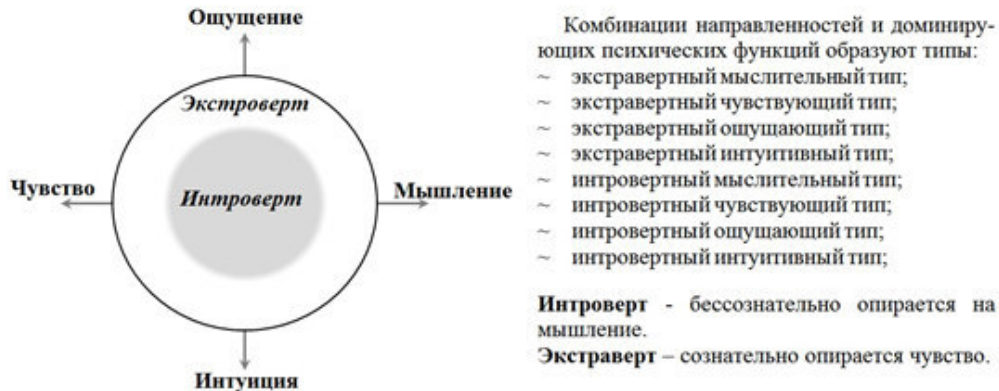 Ощущение
Экстроверт
Чувство
Интроверт
Мышление
Интуиция
Комбинации направленностей и доминирую-
ющих психических функций образуют типы:
~ экстравертный мыслительный тип;
~ экстравертный чувствующий тип;
~ экстравертный ощущающий тип;
~ экстравертный интуитивный тип;
~ интровертный мыслительный тип;
~ интровертный чувствующий тип;
~ интровертный ощущающий тип;
~ интровертный интуитивный тип;
Интроверт - бессознательно опирается на
мышление.
Экстраверт – сознательно опирается чувство.